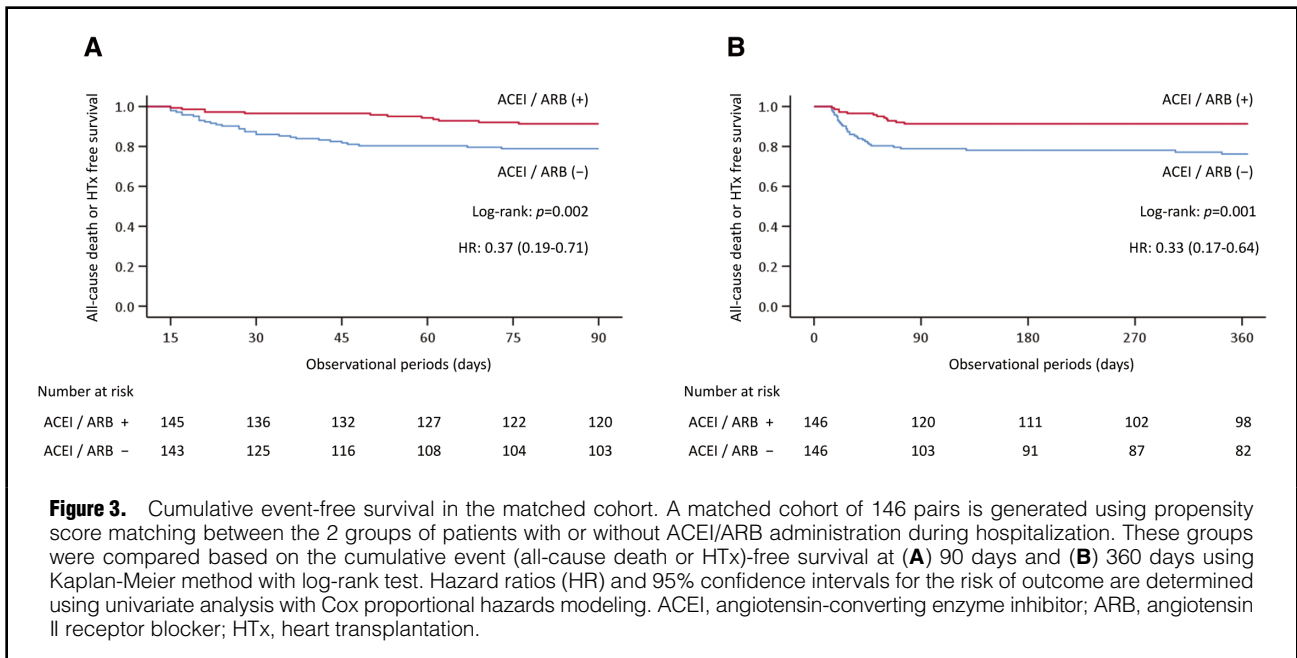 A
All-cause death or HTx free survival
1.0
0.8
0.6
0.4
0.2
0.0
ACEI / ARB (+)
ACEI / ARB (−)
Log-rank: p=0.002
HR: 0.37 (0.19-0.71)
15 30 45 60 75 90
Observational periods (days)
Number at risk
ACEI / ARB + 145 136 132 127 122 120
ACEI / ARB − 143 125 116 108 104 103
B
All-cause death or HTx free survival
1.0
0.8
0.6
0.4
0.2
0.0
ACEI / ARB (+)
ACEI / ARB (−)
Log-rank: p=0.001
HR: 0.33 (0.17-0.64)
0 90 180 270 360
Observational periods (days)
Number at risk
ACEI / ARB + 146 120 111 102 98
ACEI / ARB − 146 103 91 87 82
Figure 3. Cumulative event-free survival in the matched cohort. A matched cohort of 146 pairs is generated using propensity
score matching between the 2 groups of patients with or without ACEI/ARB administration during hospitalization. These groups
were compared based on the cumulative event (all-cause death or HTx)-free survival at (A) 90 days and (B) 360 days using
Kaplan-Meier method with log-rank test. Hazard ratios (HR) and 95% confidence intervals for the risk of outcome are determined
using univariate analysis with Cox proportional hazards modeling. ACEI, angiotensin-converting enzyme inhibitor; ARB, angiotensin
II receptor blocker; HTx, heart transplantation.